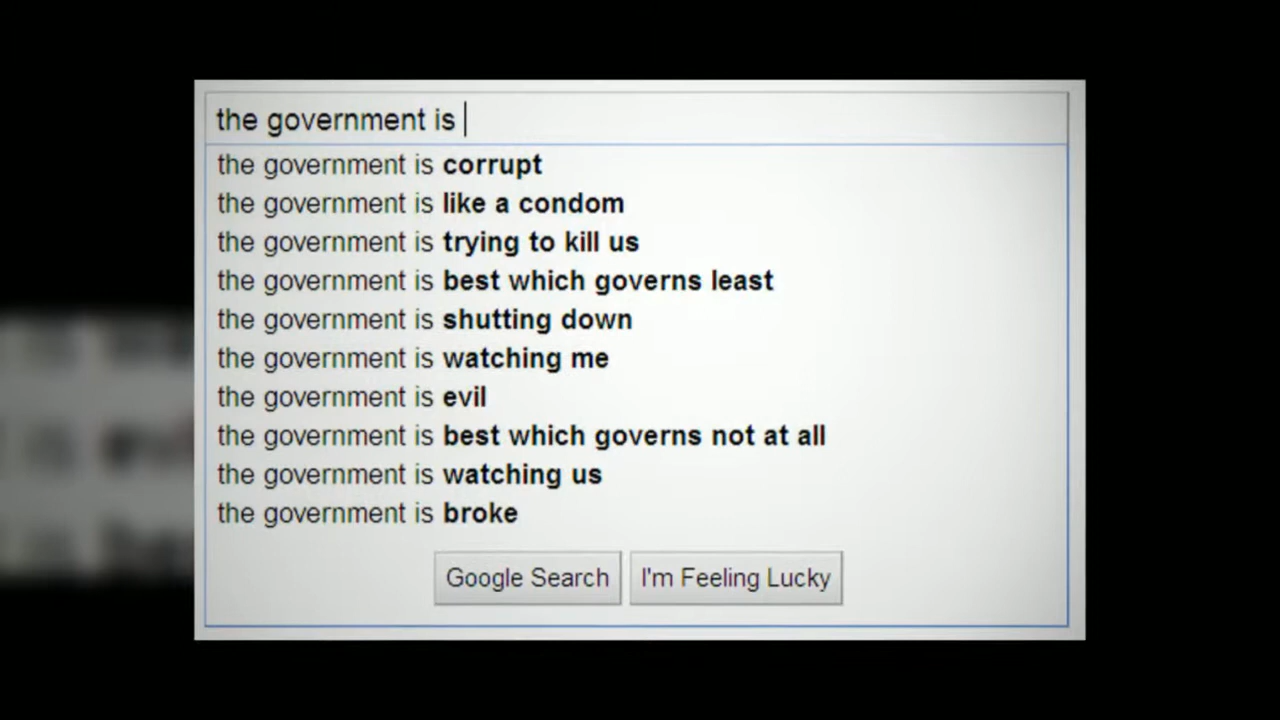 the government is
the government is corrupt
the government is like a condom
the government is trying to kill us
the government is best which governs least
the government is shutting down
the government is watching me
the government is evil
the government is best which governs not at all
the government is watching us
the government is broke
Google Search I'm Feeling Lucky